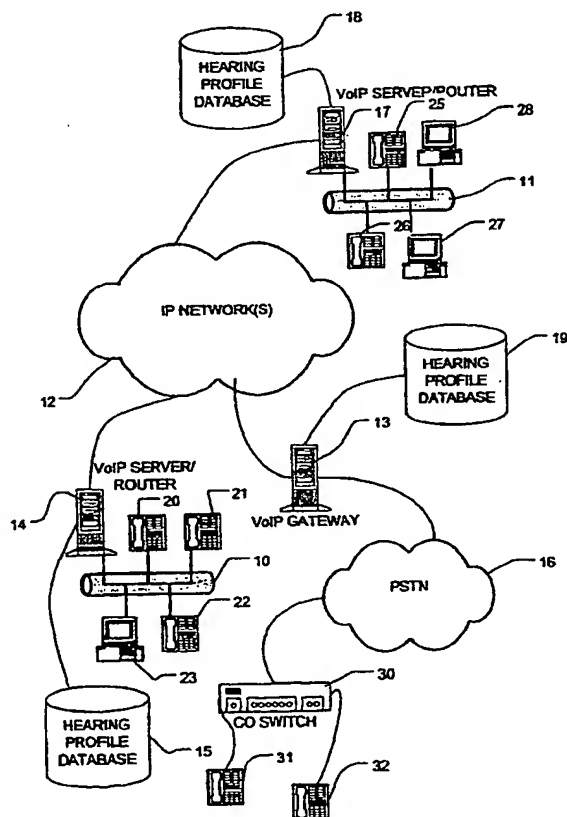 18
HEARING
PROFILE
DATABASE
VoIP SERVER/ROUTER
17
25
28
11
26
27
IP NETWORK(S)
12
19
HEARING
PROFILE
DATABASE
13
VoIP SERVER/
ROUTER
14
20
21
VoIP GATEWAY
10
22
16
PSTN
23
30
CO SWITCH
HEARING
PROFILE
DATABASE
15
31
32